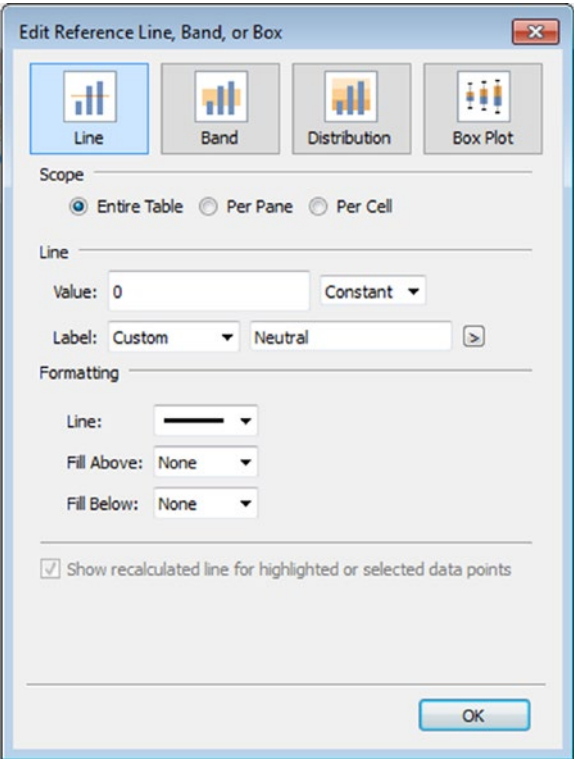 Edit Reference Line, Band, or Box
Line Band Distribution Box Plot
Scope
Entire Table Per Pane Per Cell
Line
Value: 0 Constant
Label: Custom Neutral >
Formatting
Line:
Fill Above: None
Fill Below: None
Show recalculated line for highlighted or selected data points
OK